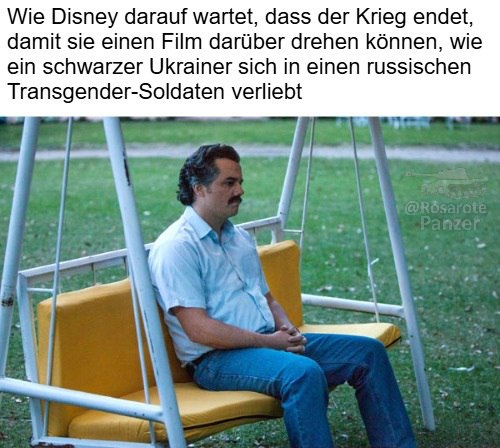 Wie Disney darauf wartet, dass der Krieg endet,
damit sie einen Film darüber drehen können, wie
ein schwarzer Ukrainer sich in einen russischen
Transgender-Soldaten verliebt
@Rosarote
Panzer